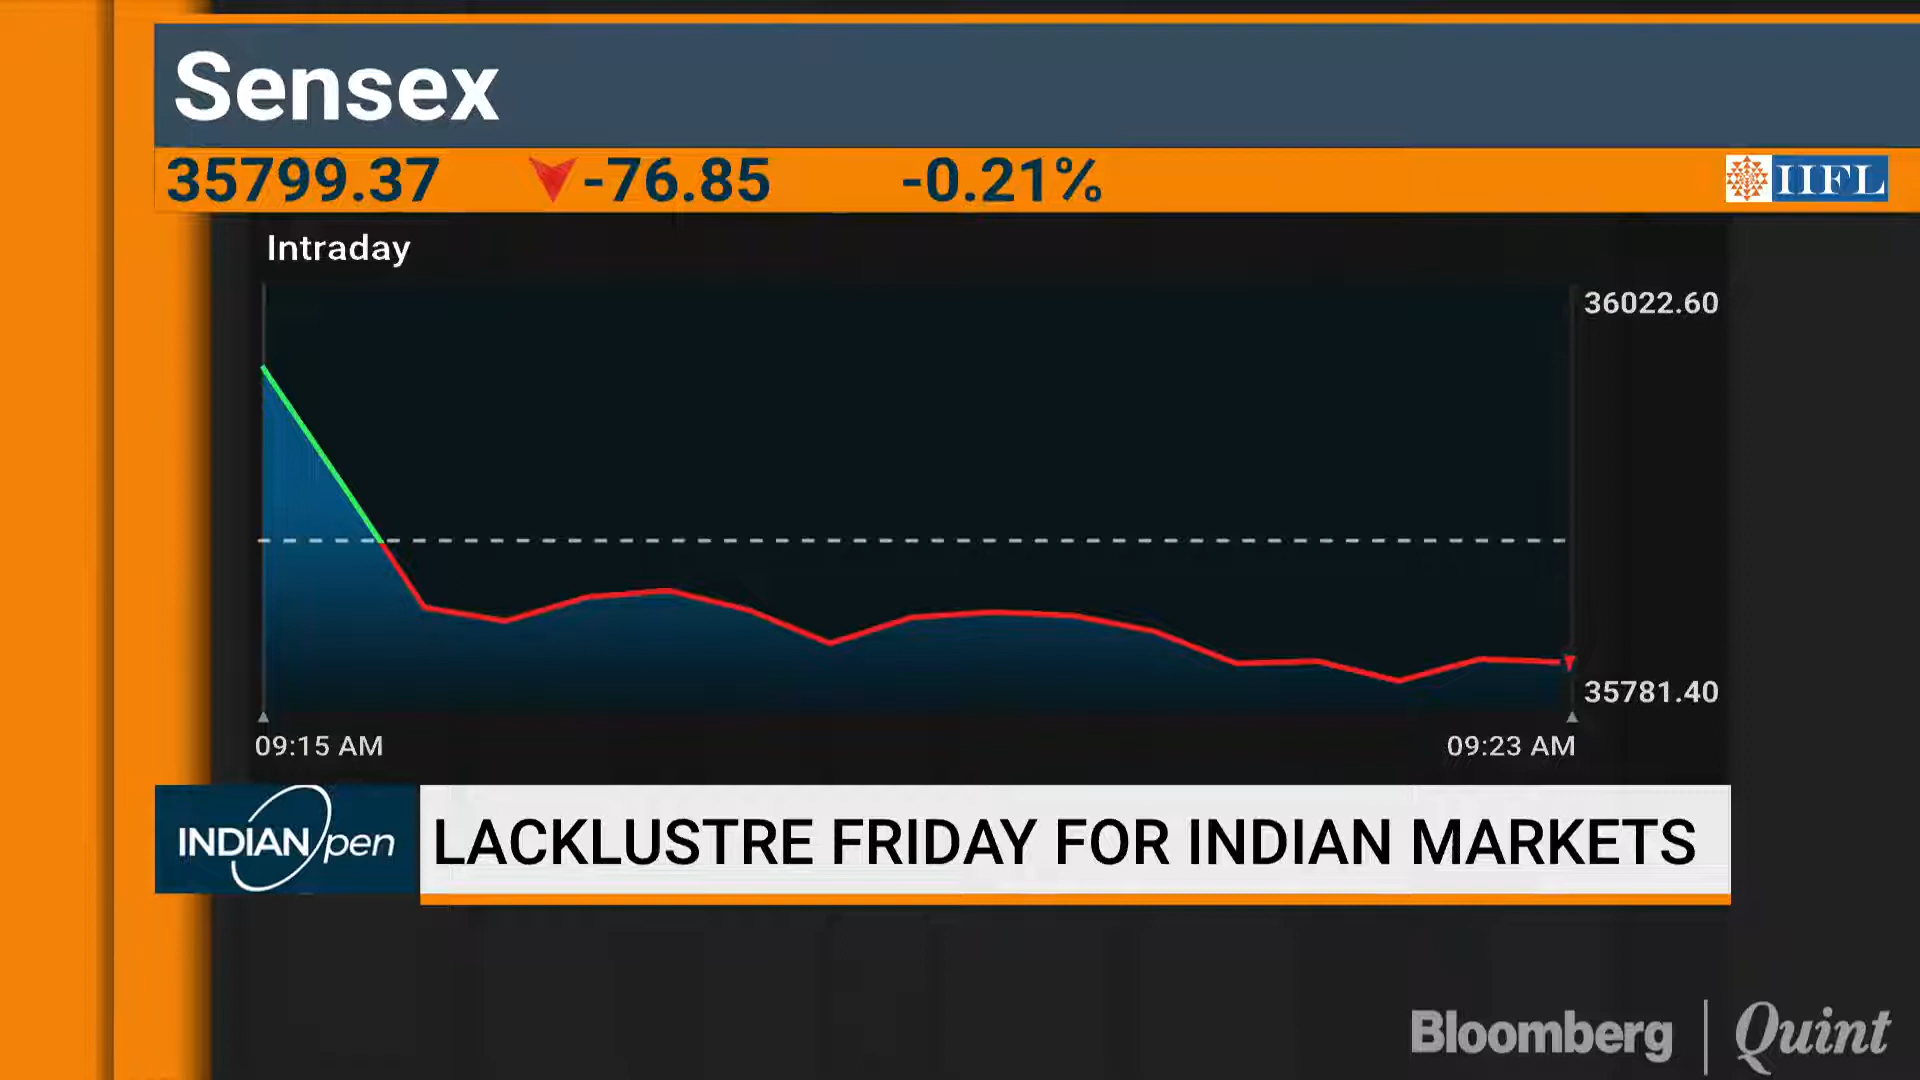 Sensex
35799.37 -76.85 -0.21%
IIFL
Intraday
36022.60
35781.40
09:15 AM 09:23 AM
INDIAN Open
LACKLUSTRE FRIDAY FOR INDIAN MARKETS
Bloomberg | Quint